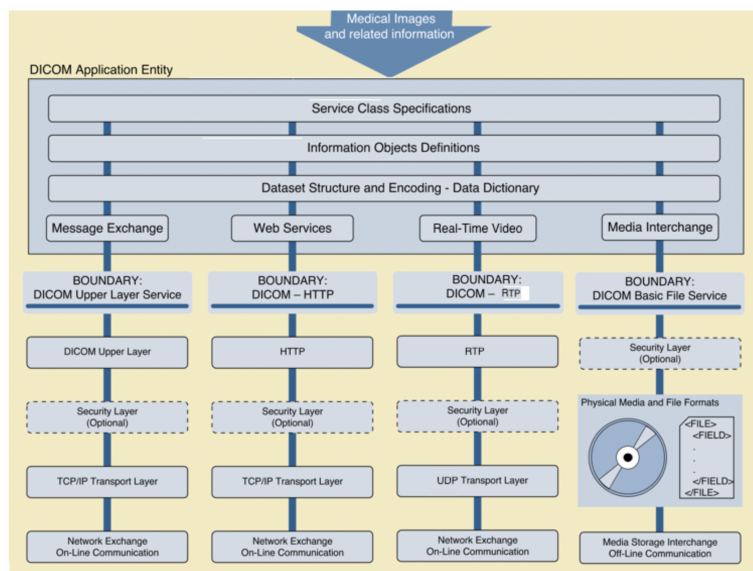 Medical Images
and related information
DICOM Application Entity
Service Class Specifications
Information Objects Definitions
Dataset Structure and Encoding - Data Dictionary
Message Exchange
Web Services
Real-Time Video
Media Interchange
BOUNDARY:
DICOM Upper Layer Service
BOUNDARY:
DICOM – HTTP
BOUNDARY:
DICOM – RTP
BOUNDARY:
DICOM Basic File Service
DICOM Upper Layer
HTTP
RTP
Security Layer
(Optional)
Security Layer
(Optional)
Security Layer
(Optional)
Security Layer
(Optional)
Physical Media and File Formats
<FILE>
<FIELD>
.
.
.
</FIELD>
</FILE>
TCP/IP Transport Layer
TCP/IP Transport Layer
UDP Transport Layer
Network Exchange
On-Line Communication
Network Exchange
On-Line Communication
Network Exchange
On-Line Communication
Media Storage Interchange
Off-Line Communication